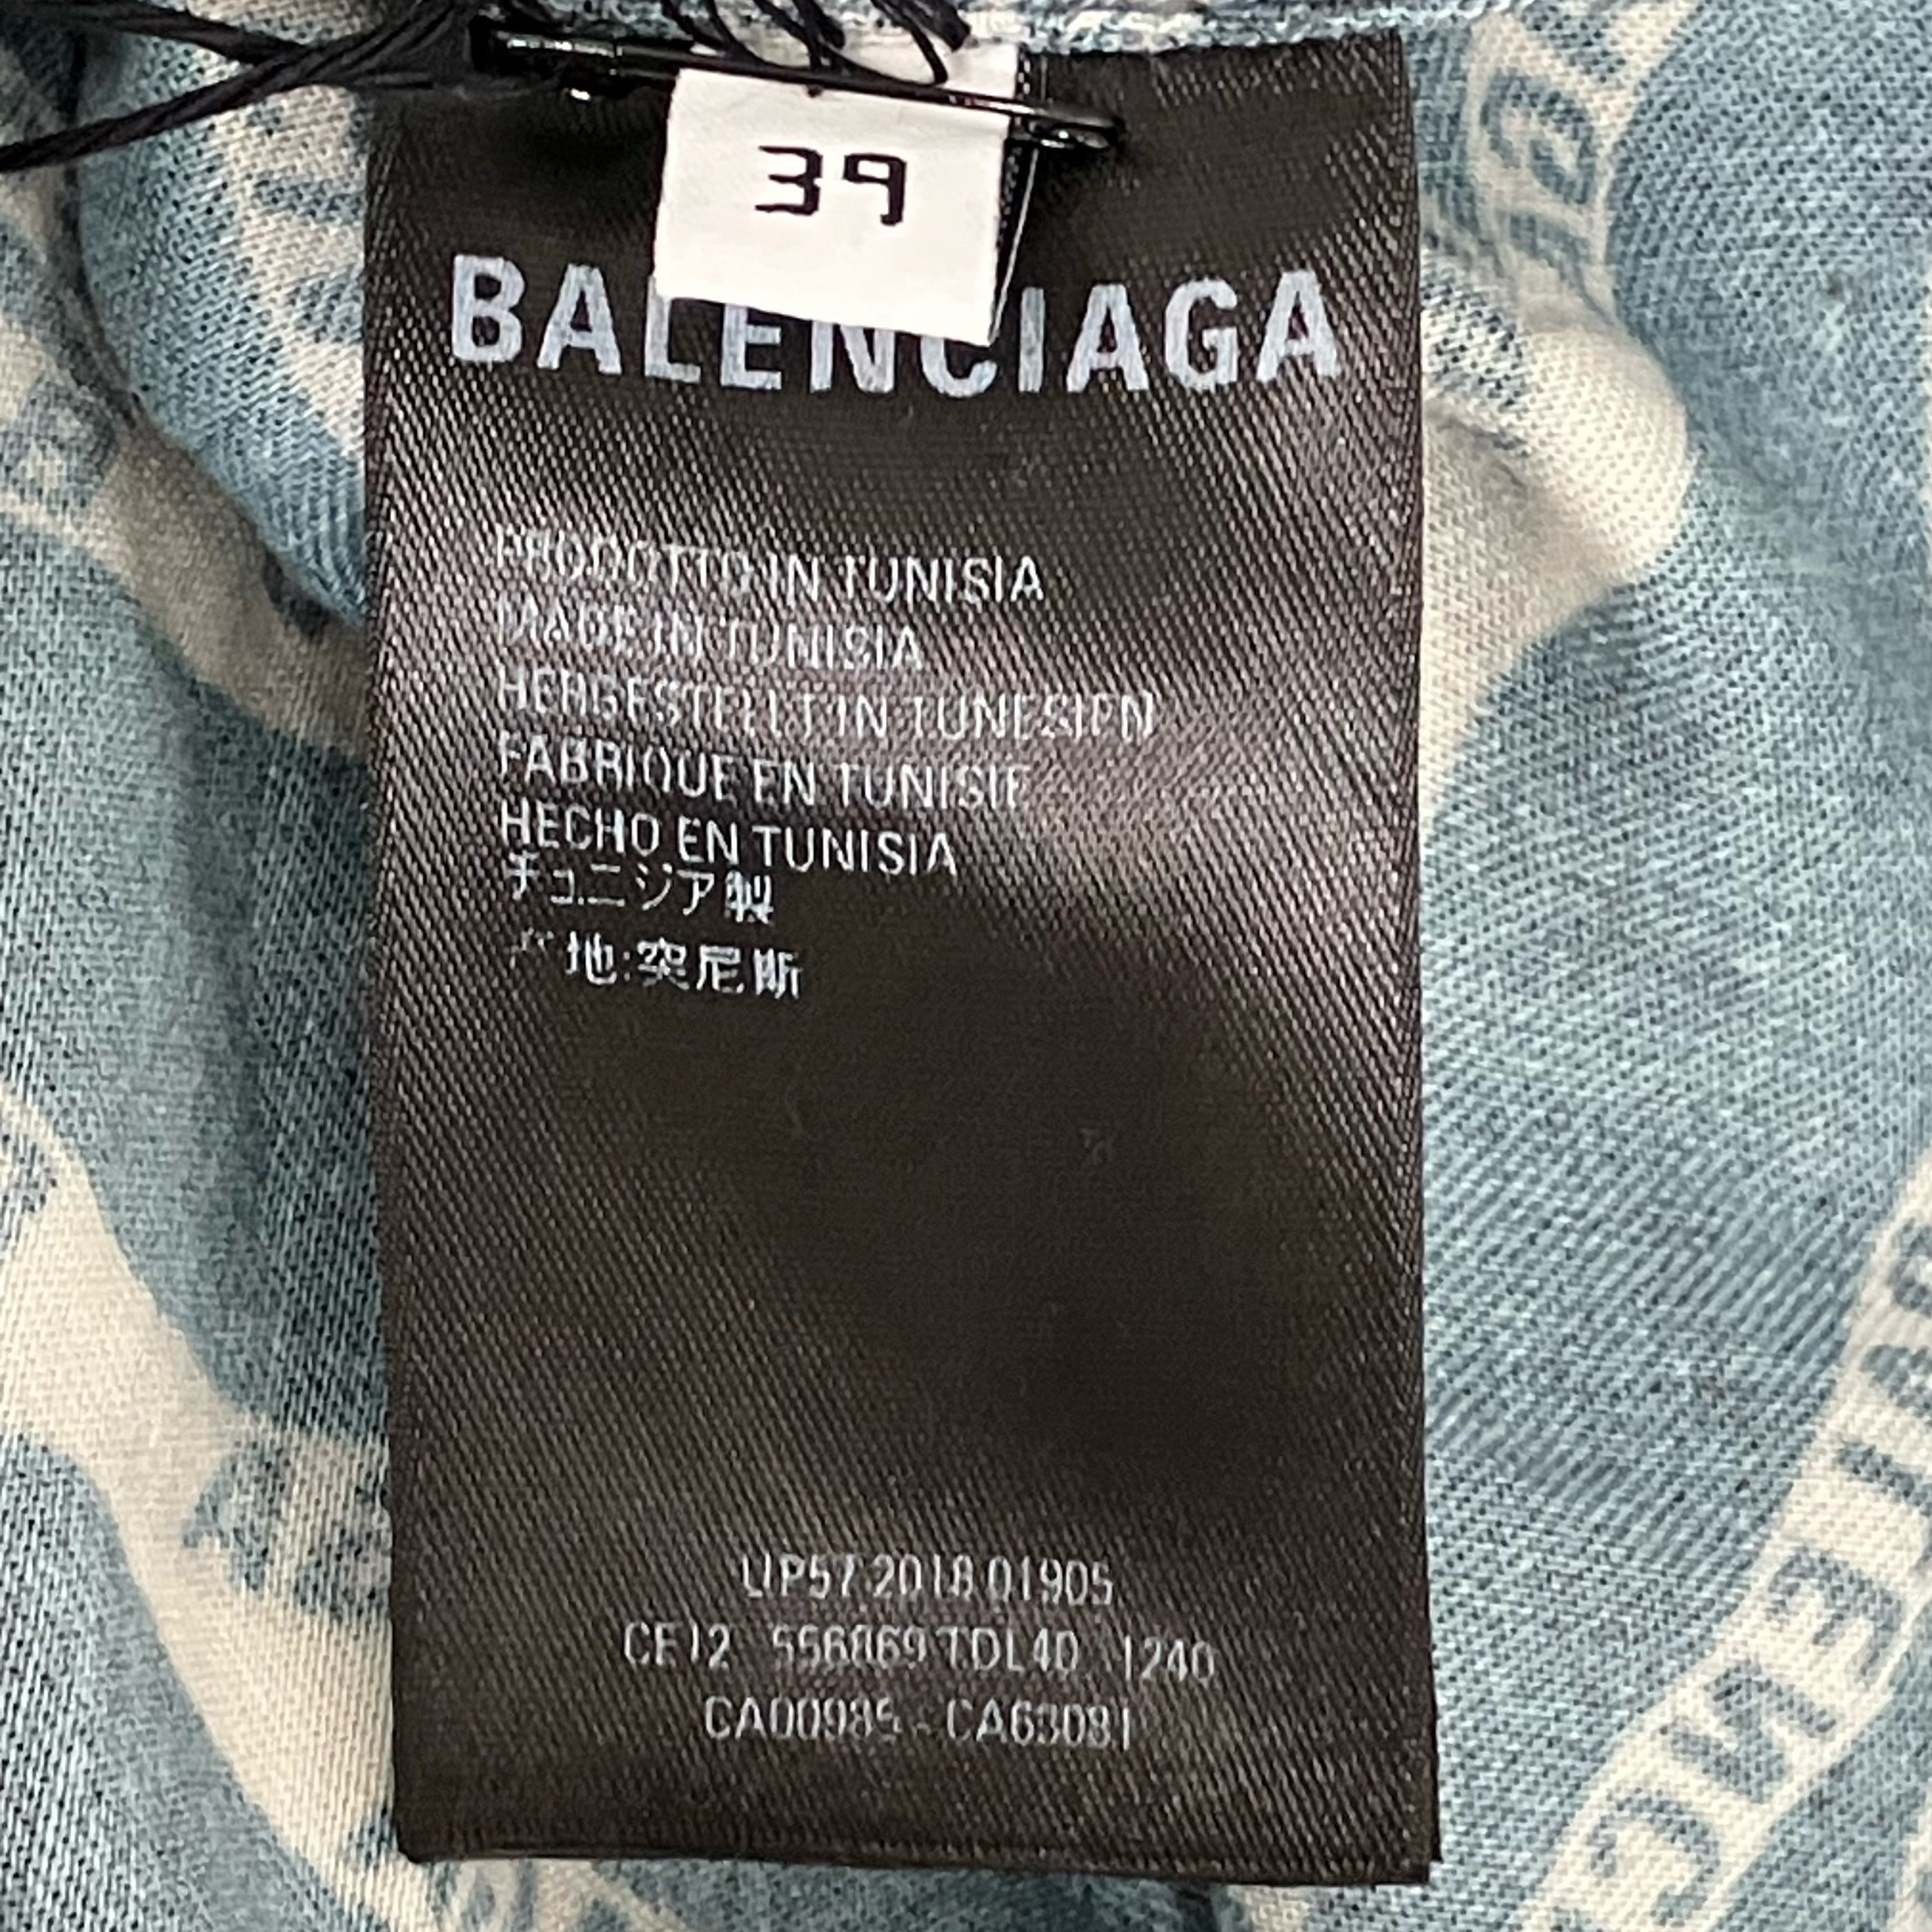 39
BALENCIAGA
PRODOTTO IN TUNISIA
MADE IN TUNISIA
HERGESTELLT IN TUNESIEN
FABRIQUE EN TUNISIE
HECHO EN TUNISIA
チュニジア製
地:突尼斯
2018 01905
CE12 556869 TDL40 1240
CA00985 - CA63081